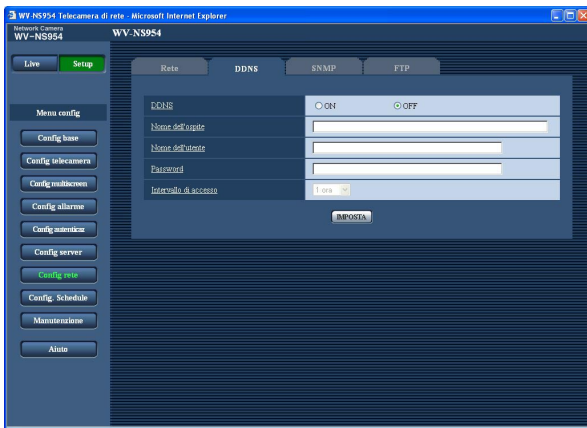 WV-NS954 Telecamera di rete - Microsoft Internet Explorer
Network Camera
WV-NS954
WV-NS954
Live
Setup
Rete
DDNS
SNMP
FTP
Menu config
Config base
Config telecamera
Config multiscreen
Config allarme
Config autenticaz
Config server
Config rete
Config. Schedule
Manutenzione
Aiuto
DDNS
ON
OFF
Nome dell'ospite
Nome dell'utente
Password
Intervallo di accesso
1 ora
IMPOSTA